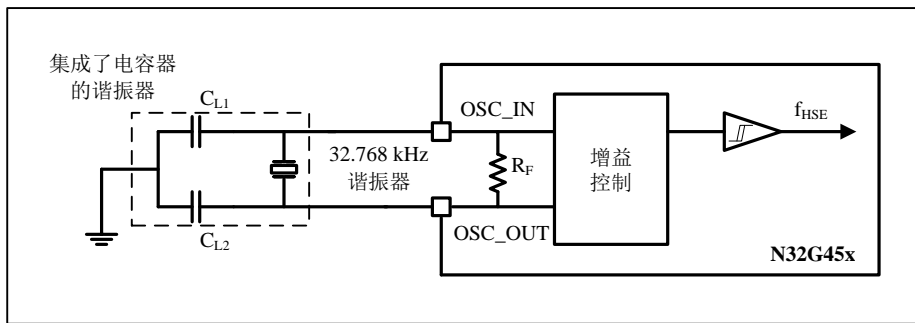 集成了电容器
的谐振器
C_L1
32.768 kHz
谐振器
C_L2
OSC_IN
R_F
OSC_OUT
增益
控制
f_HSE
N32G45x